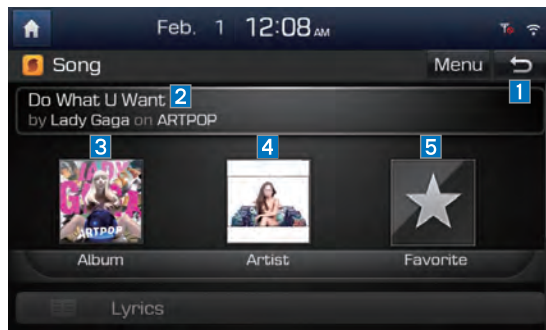 Feb. 1 12:08 AM
Song
Menu
1
Do What U Want 2
by Lady Gaga on ARTPOP
3
4
5
LADY
GAGA
ARTPOP
Album
Artist
Favorite
Lyrics